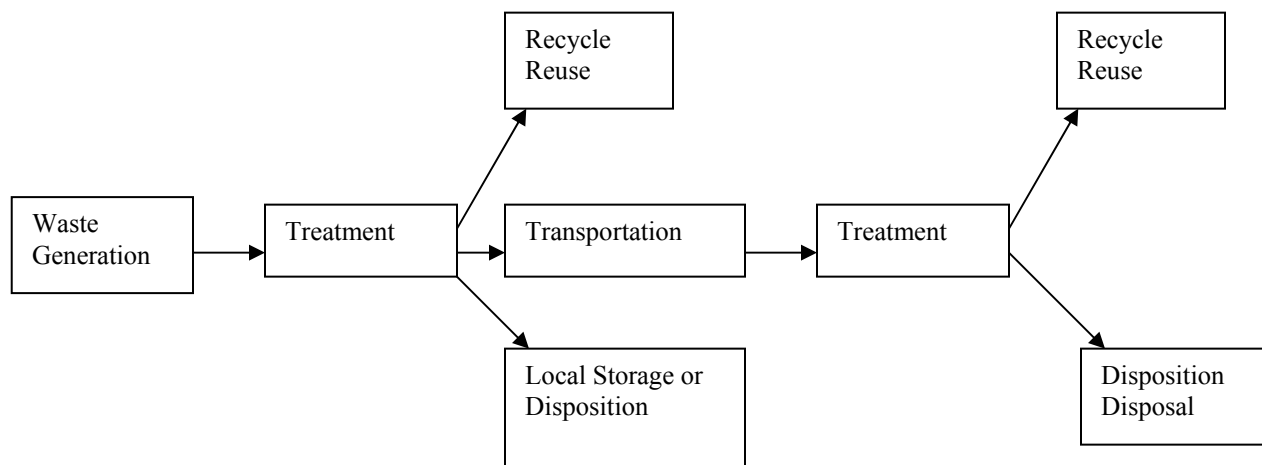 Recycle
Reuse
Recycle
Reuse
Waste
Generation
Treatment
Transportation
Treatment
Local Storage or
Disposition
Disposition
Disposal